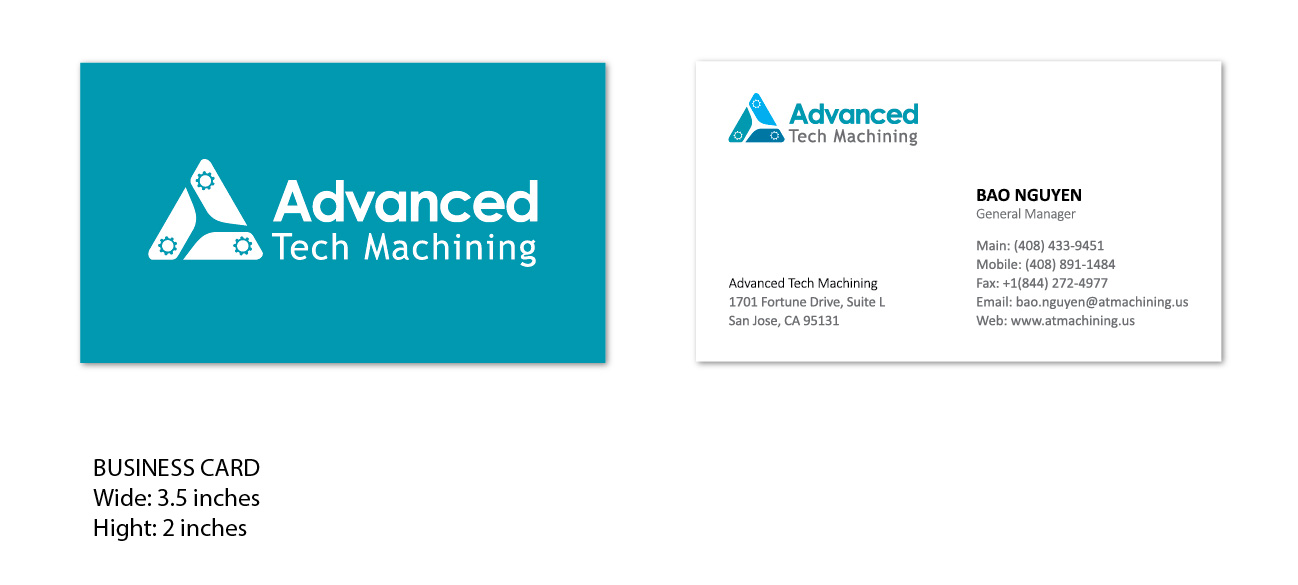 Advanced
Tech Machining
Advanced
Tech Machining
BAO NGUYEN
General Manager
Main: (408) 433-9451
Mobile: (408) 891-1484
Fax: +1(844) 272-4977
Email: bao.nguyen@atmachining.us
Web: www.atmachining.us
Advanced Tech Machining
1701 Fortune Drive, Suite L
San Jose, CA 95131
BUSINESS CARD
Wide: 3.5 inches
Hight: 2 inches